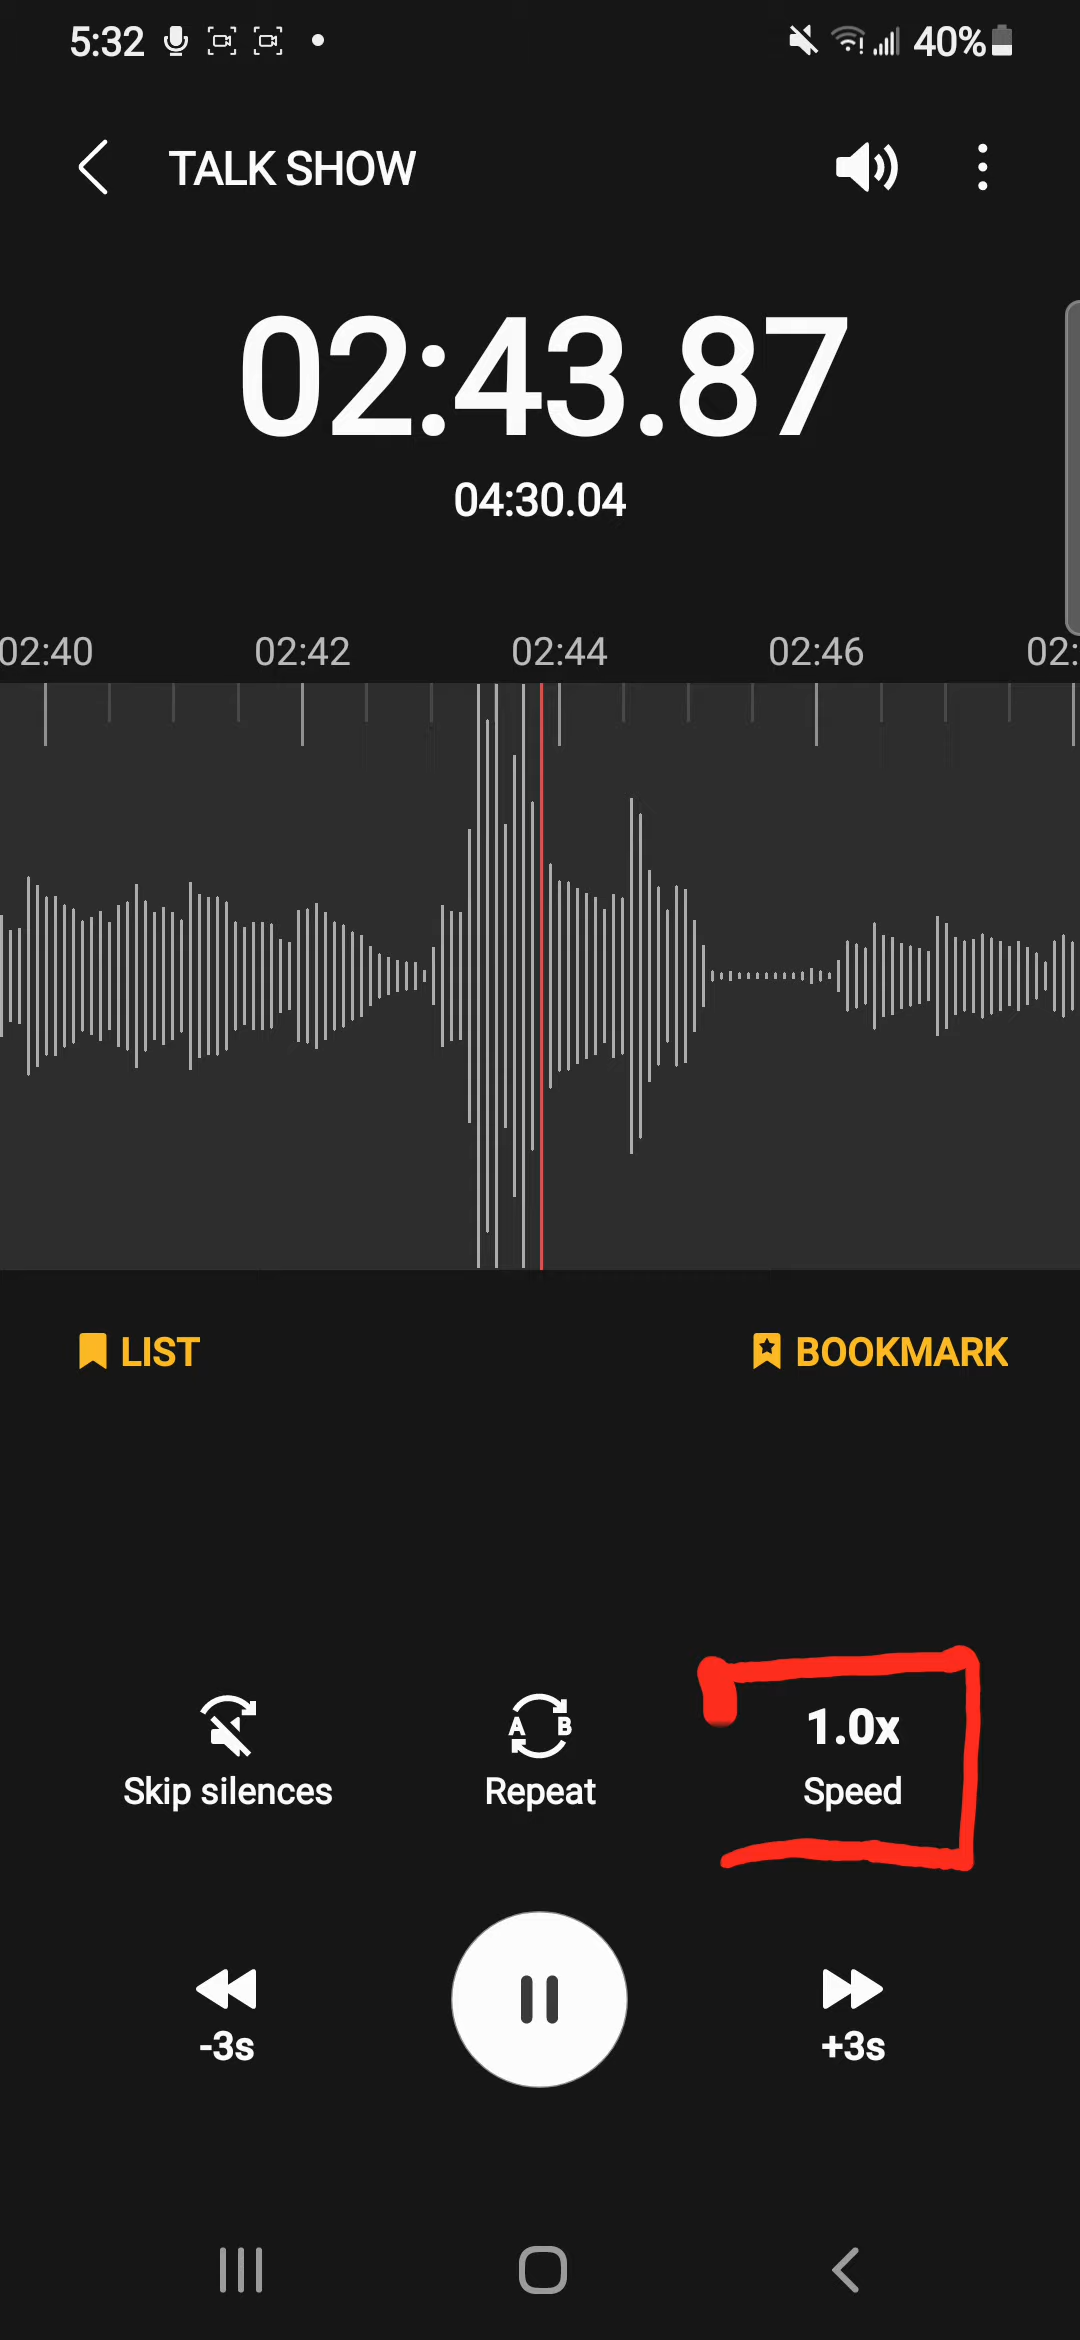 5:32 40%
TALK SHOW
02:43.87
04:30.04
02:40 02:42 02:44 02:46 02:
LIST BOOKMARK
A B 1.0x
Skip silences Repeat Speed
-3s +3s